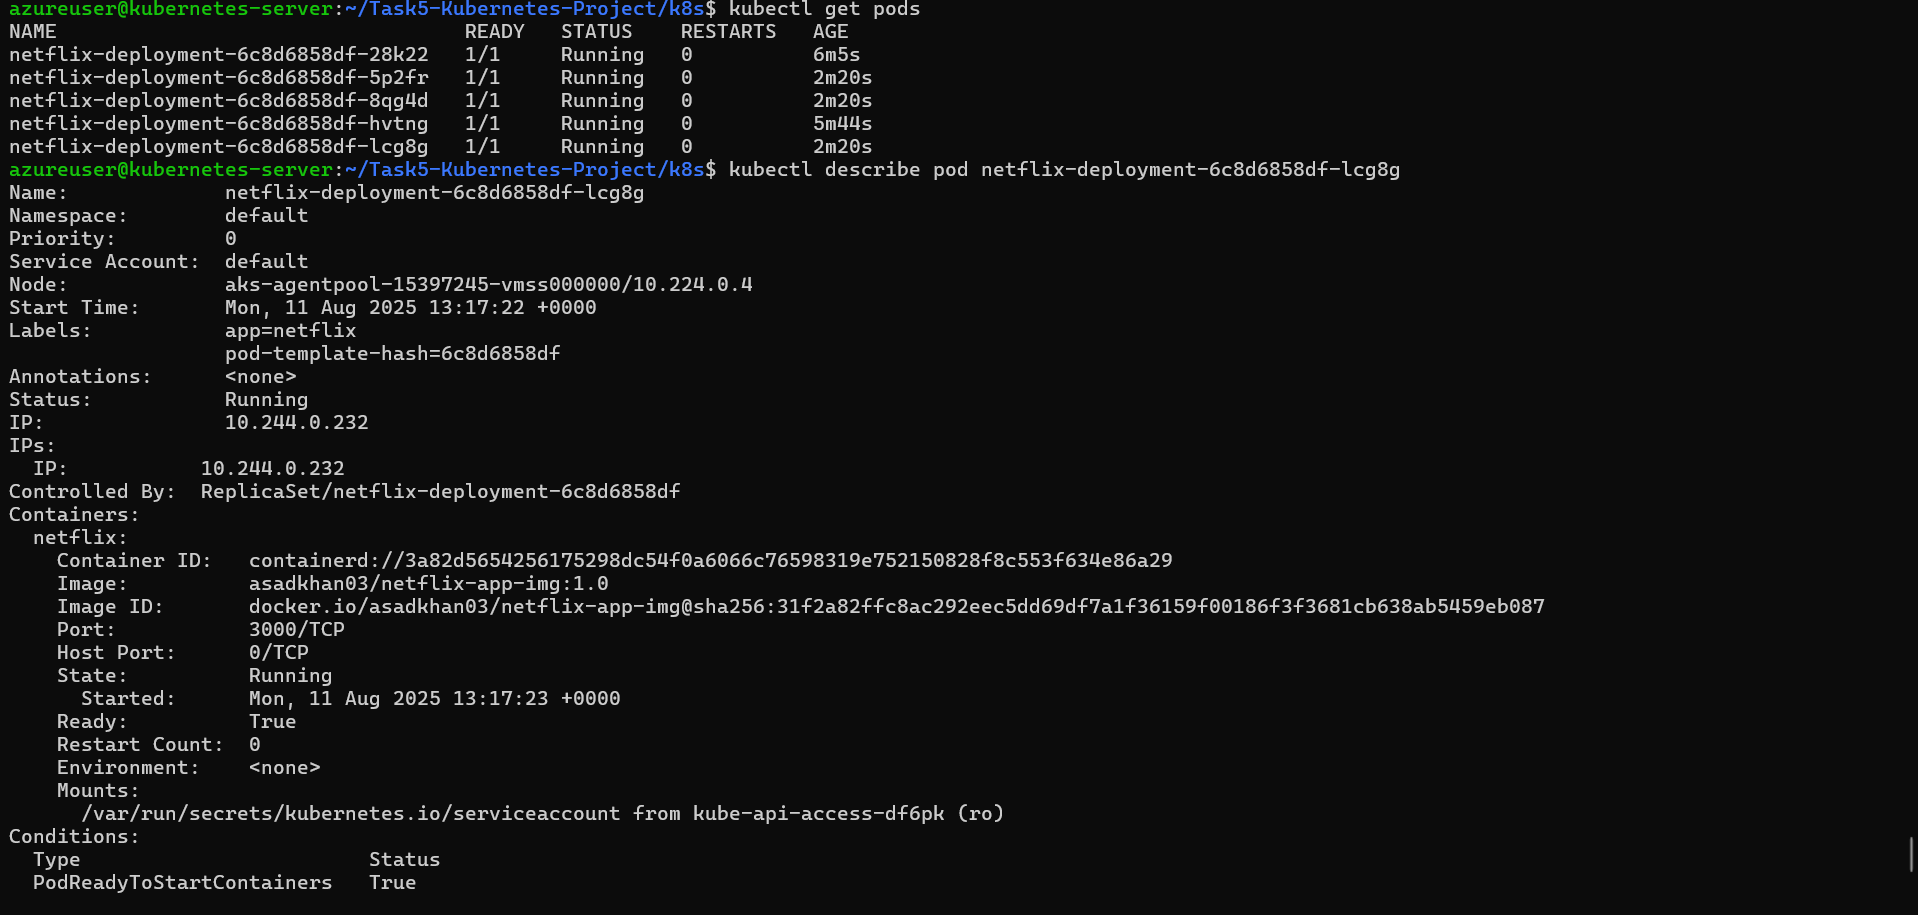 azureuser@kubernetes-server:~/Task5-Kubernetes-Project/k8s$ kubectl get pods
NAME                                  READY   STATUS    RESTARTS   AGE
netflix-deployment-6c8d6858df-28k22   1/1     Running   0          6m5s
netflix-deployment-6c8d6858df-5p2fr   1/1     Running   0          2m20s
netflix-deployment-6c8d6858df-8qg4d   1/1     Running   0          2m20s
netflix-deployment-6c8d6858df-hvtng   1/1     Running   0          5m44s
netflix-deployment-6c8d6858df-lcg8g   1/1     Running   0          2m20s
azureuser@kubernetes-server:~/Task5-Kubernetes-Project/k8s$ kubectl describe pod netflix-deployment-6c8d6858df-lcg8g
Name:             netflix-deployment-6c8d6858df-lcg8g
Namespace:        default
Priority:         0
Service Account:  default
Node:             aks-agentpool-15397245-vmss000000/10.224.0.4
Start Time:       Mon, 11 Aug 2025 13:17:22 +0000
Labels:           app=netflix
                  pod-template-hash=6c8d6858df
Annotations:      <none>
Status:           Running
IP:               10.244.0.232
IPs:
  IP:           10.244.0.232
Controlled By:  ReplicaSet/netflix-deployment-6c8d6858df
Containers:
  netflix:
    Container ID:   containerd://3a82d5654256175298dc54f0a6066c76598319e752150828f8c553f634e86a29
    Image:          asadkhan03/netflix-app-img:1.0
    Image ID:       docker.io/asadkhan03/netflix-app-img@sha256:31f2a82ffc8ac292eec5dd69df7a1f36159f00186f3f3681cb638ab5459eb087
    Port:           3000/TCP
    Host Port:      0/TCP
    State:          Running
      Started:      Mon, 11 Aug 2025 13:17:23 +0000
    Ready:          True
    Restart Count:  0
    Environment:    <none>
    Mounts:
      /var/run/secrets/kubernetes.io/serviceaccount from kube-api-access-df6pk (ro)
Conditions:
  Type                        Status
  PodReadyToStartContainers   True